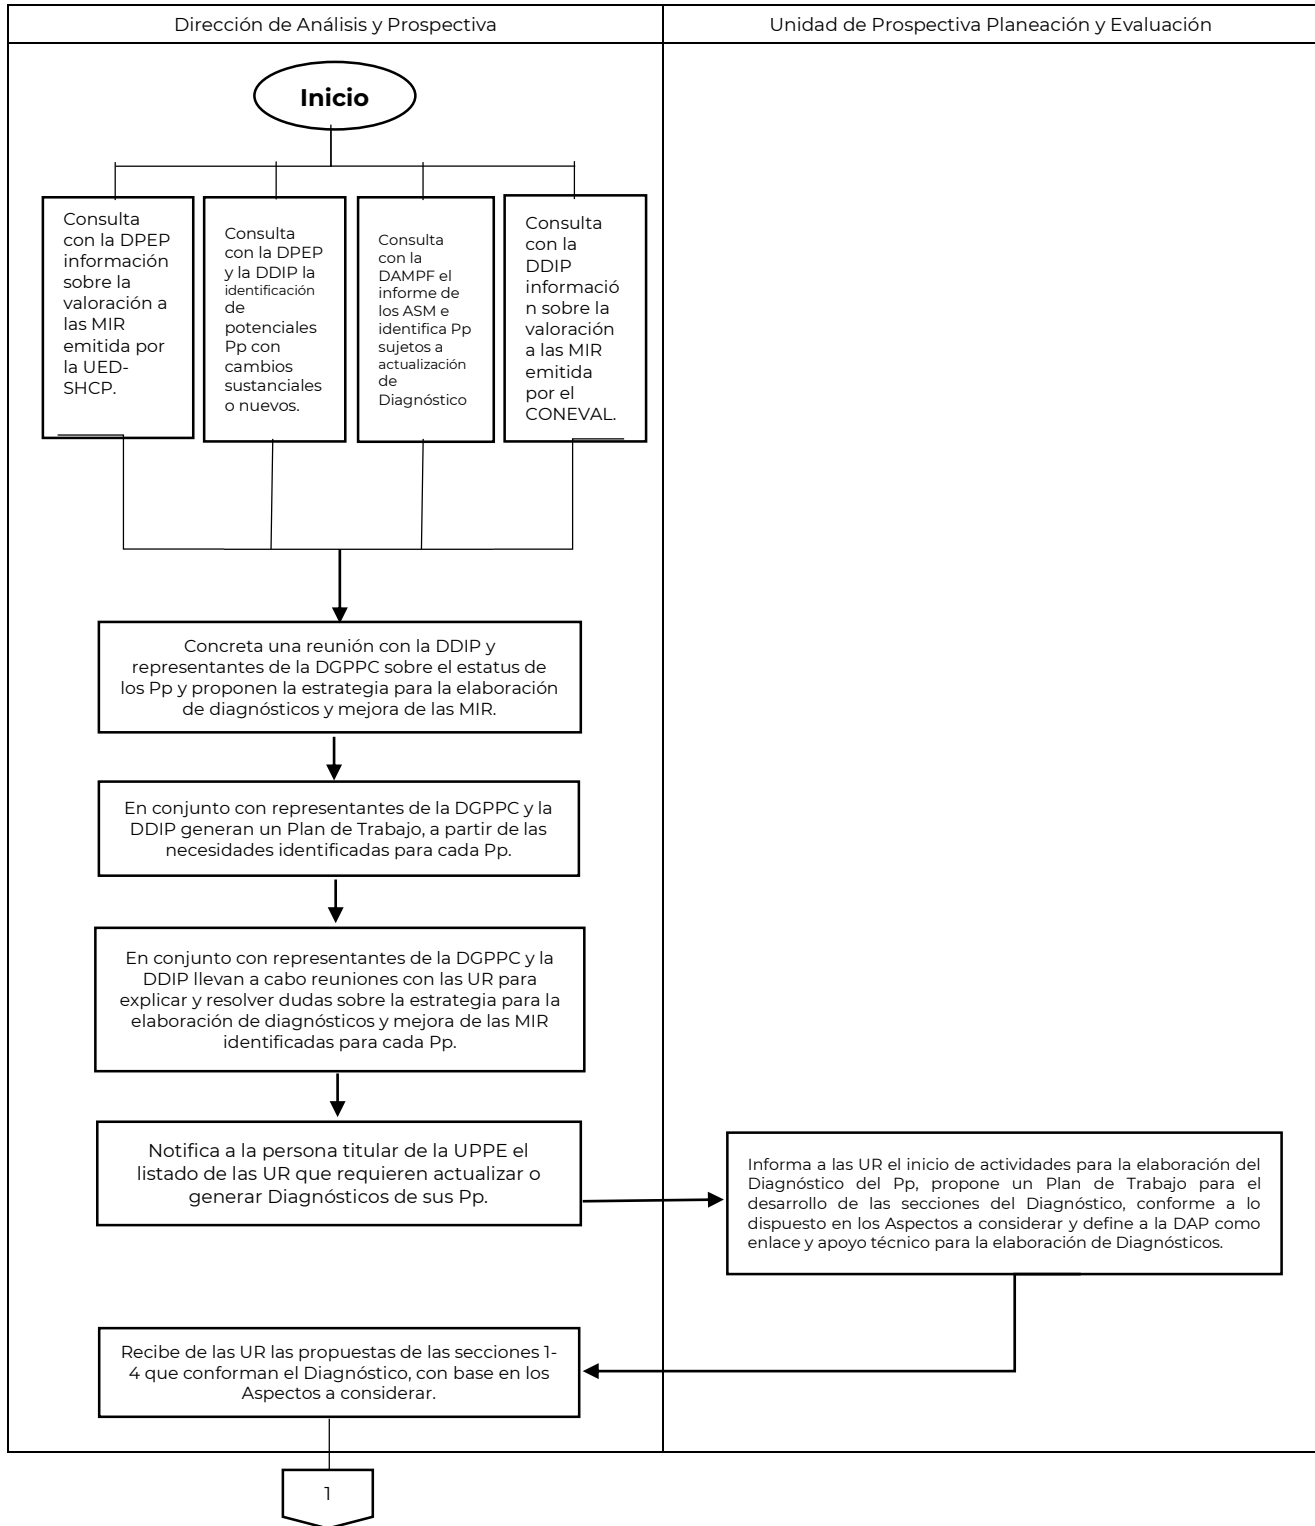 Dirección de Análisis y Prospectiva
Unidad de Prospectiva Planeación y Evaluación
Inicio
Consulta
con la DPEP
información
sobre la
valoración a
las MIR
emitida por
la UED-
SHCP.
Consulta
con la DPEP
y la DDIP la
identificación
de
potenciales
Pp con
cambios
sustanciales
o nuevos.
Consulta
con la
DAMPF el
informe de
los ASM e
identifica Pp
sujetos a
actualización
de
Diagnóstico
Consulta
con la
DDIP
informació
n sobre la
valoración
a las MIR
emitida
por el
CONEVAL.
Concreta una reunión con la DDIP y
representantes de la DGPPC sobre el estatus de
los Pp y proponen la estrategia para la elaboración
de diagnósticos y mejora de las MIR.
En conjunto con representantes de la DGPPC y la
DDIP generan un Plan de Trabajo, a partir de las
necesidades identificadas para cada Pp.
En conjunto con representantes de la DGPPC y la
DDIP llevan a cabo reuniones con las UR para
explicar y resolver dudas sobre la estrategia para la
elaboración de diagnósticos y mejora de las MIR
identificadas para cada Pp.
Notifica a la persona titular de la UPPE el
listado de las UR que requieren actualizar o
generar Diagnósticos de sus Pp.
Informa a las UR el inicio de actividades para la elaboración del
Diagnóstico del Pp, propone un Plan de Trabajo para el
desarrollo de las secciones del Diagnóstico, conforme a lo
dispuesto en los Aspectos a considerar y define a la DAP como
enlace y apoyo técnico para la elaboración de Diagnósticos.
Recibe de las UR las propuestas de las secciones 1-
4 que conforman el Diagnóstico, con base en los
Aspectos a considerar.
1